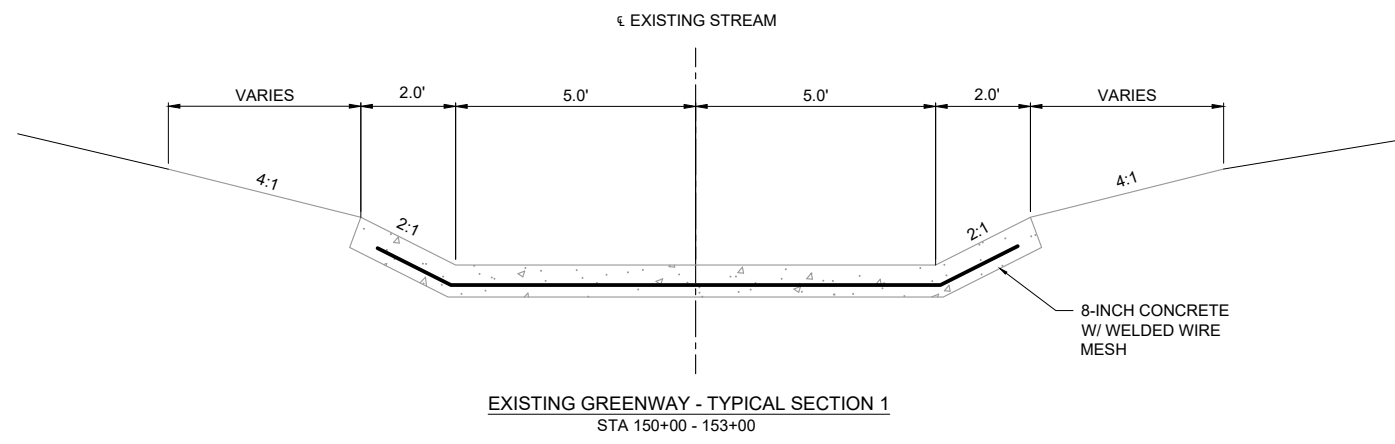 ℄ EXISTING STREAM
VARIES 2.0' 5.0' 5.0' 2.0' VARIES
4:1 4:1
2:1 2:1
8-INCH CONCRETE
W/ WELDED WIRE
MESH
EXISTING GREENWAY - TYPICAL SECTION 1
STA 150+00 - 153+00